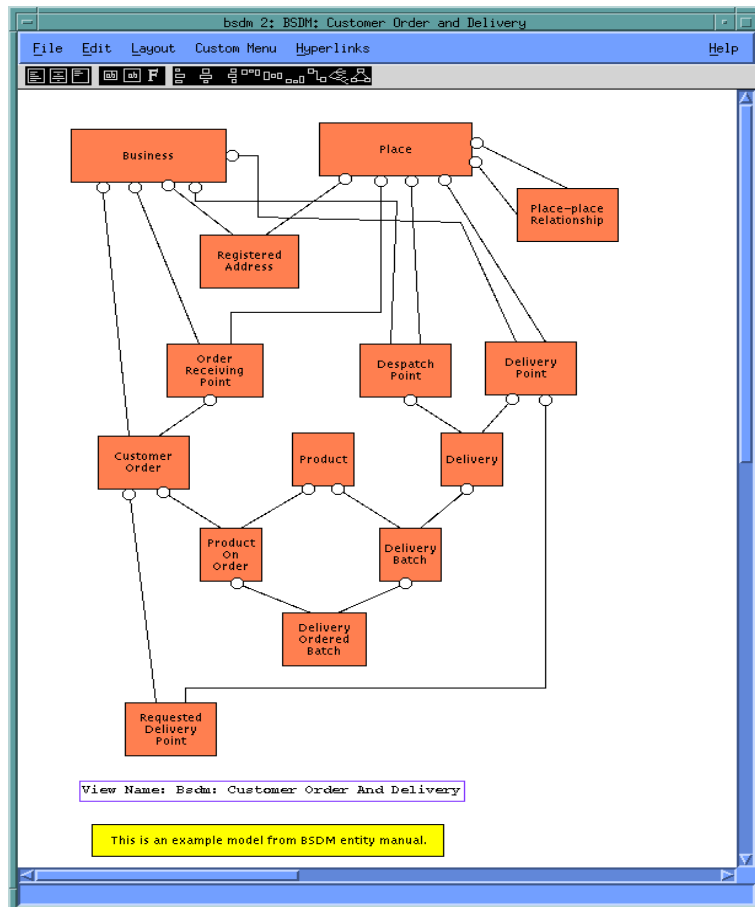 bsdm 2: BSDM: Customer Order and Delivery
File Edit Layout Custom Menu Hyperlinks Help
ab ab F
Business
Place
Place-place
Relationship
Registered
Address
Order
Receiving
Point
Despatch
Point
Delivery
Point
Customer
Order
Product
Delivery
Product
On
Order
Delivery
Batch
Delivery
Ordered
Batch
Requested
Delivery
Point
View Name: Bsdm: Customer Order And Delivery
This is an example model from BSDM entity manual.